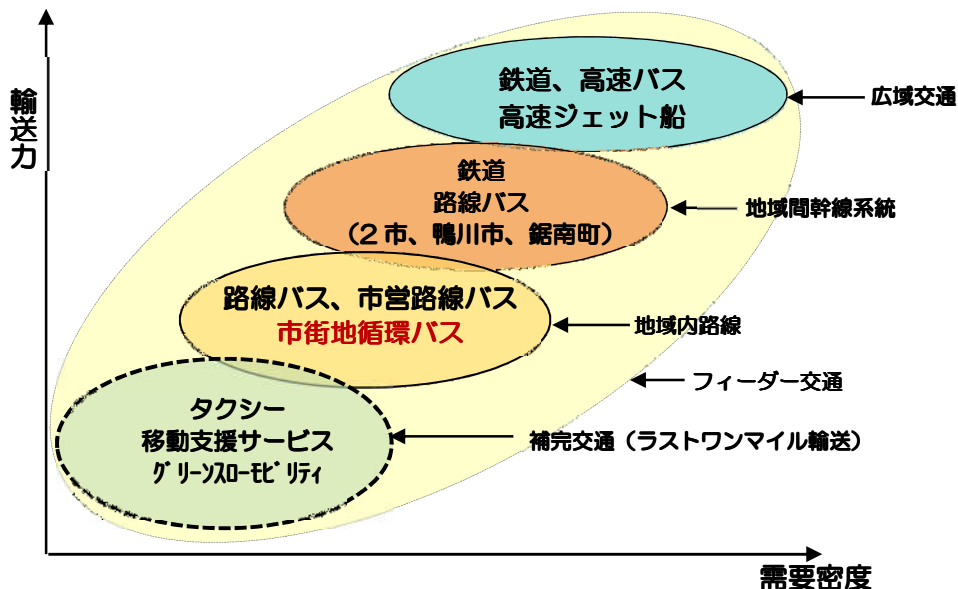 輸送力
鉄道、高速バス
高速ジェット船
広域交通
鉄道
路線バス
(2市、鴨川市、鋸南町)
地域間幹線系統
路線バス、市営路線バス
市街地循環バス
地域内路線
フィーダー交通
タクシー
移動支援サービス
グリーンスローモビリティ
補完交通(ラストワンマイル輸送)
需要密度